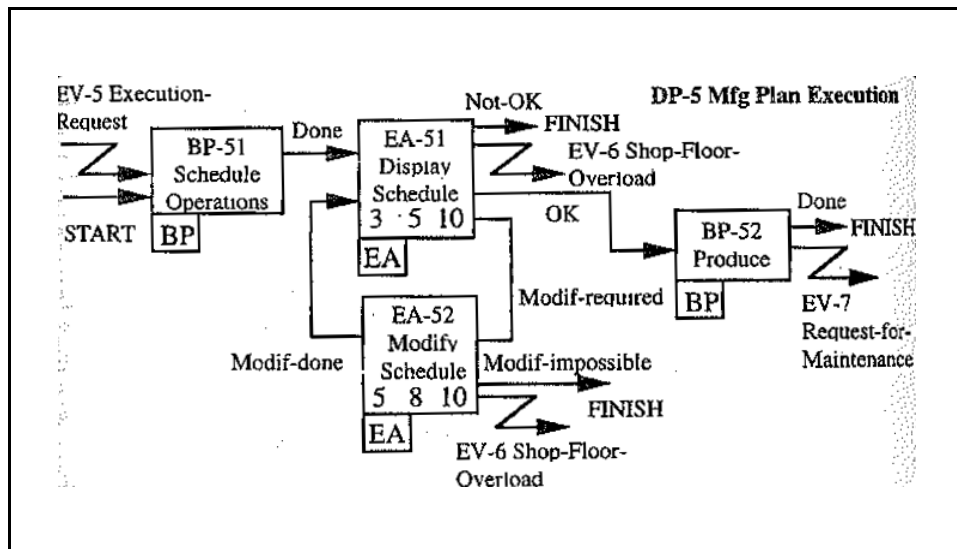 EV-5 Execution-
Request
DP-5 Mfg Plan Execution
BP-51
Schedule
Operations
BP
START
Done
EA-51
Display
Schedule
3 5 10
EA
Not-OK
FINISH
EV-6 Shop-Floor-
Overload
OK
BP-52
Produce
BP
Done
FINISH
EV-7
Request-for-
Maintenance
Modif-required
Modif-done
EA-52
Modify
Schedule
5 8 10
EA
Modif-impossible
FINISH
EV-6 Shop-Floor-
Overload